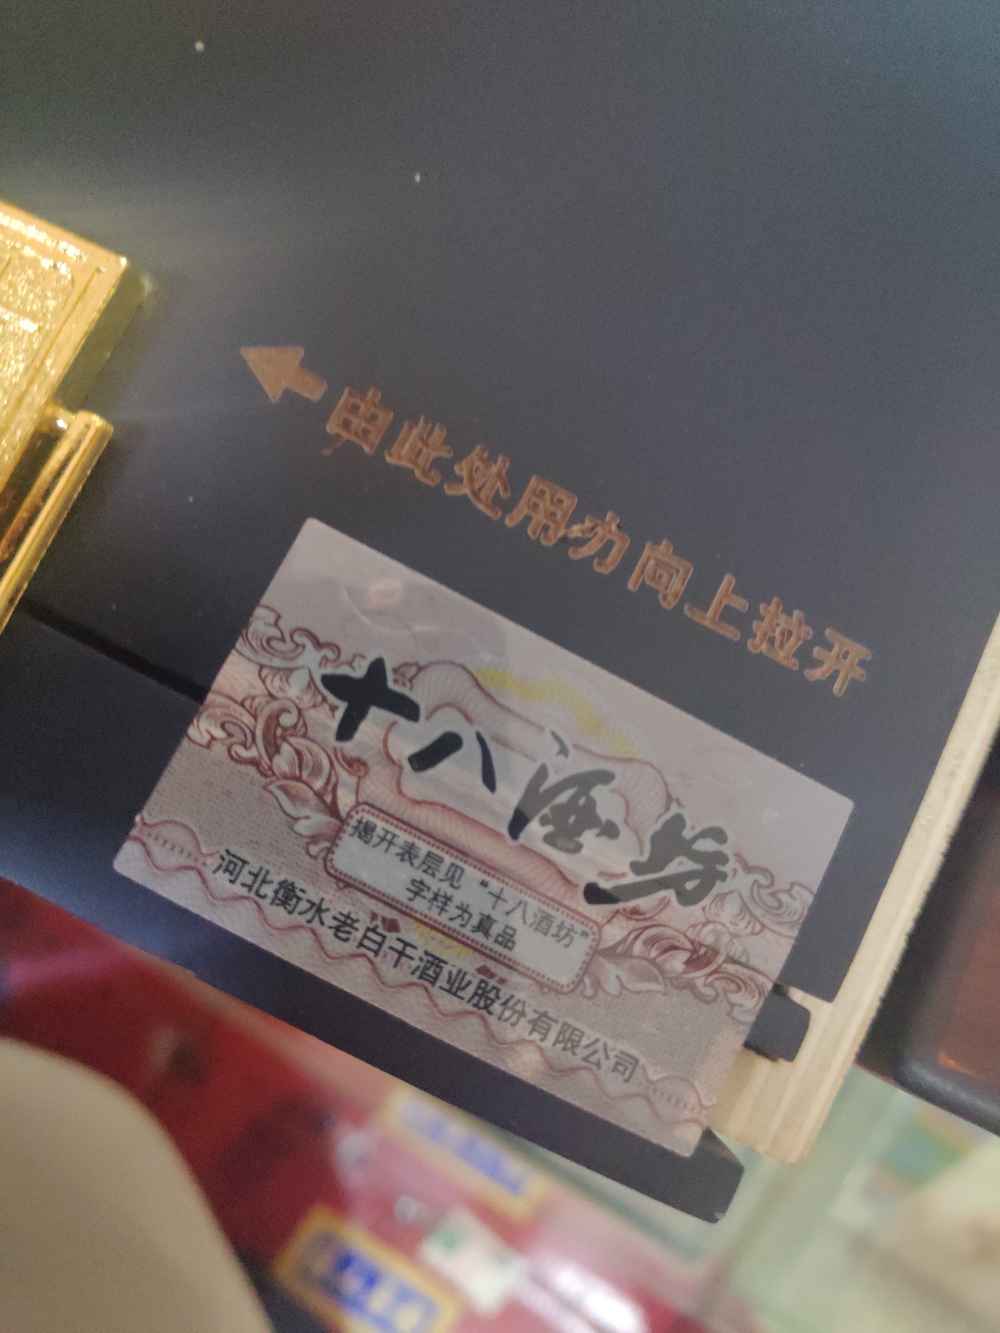 由此处用力向上拉开
十八酒坊
揭开表层见“十八酒坊”
字样为真品
河北衡水老白干酒业股份有限公司